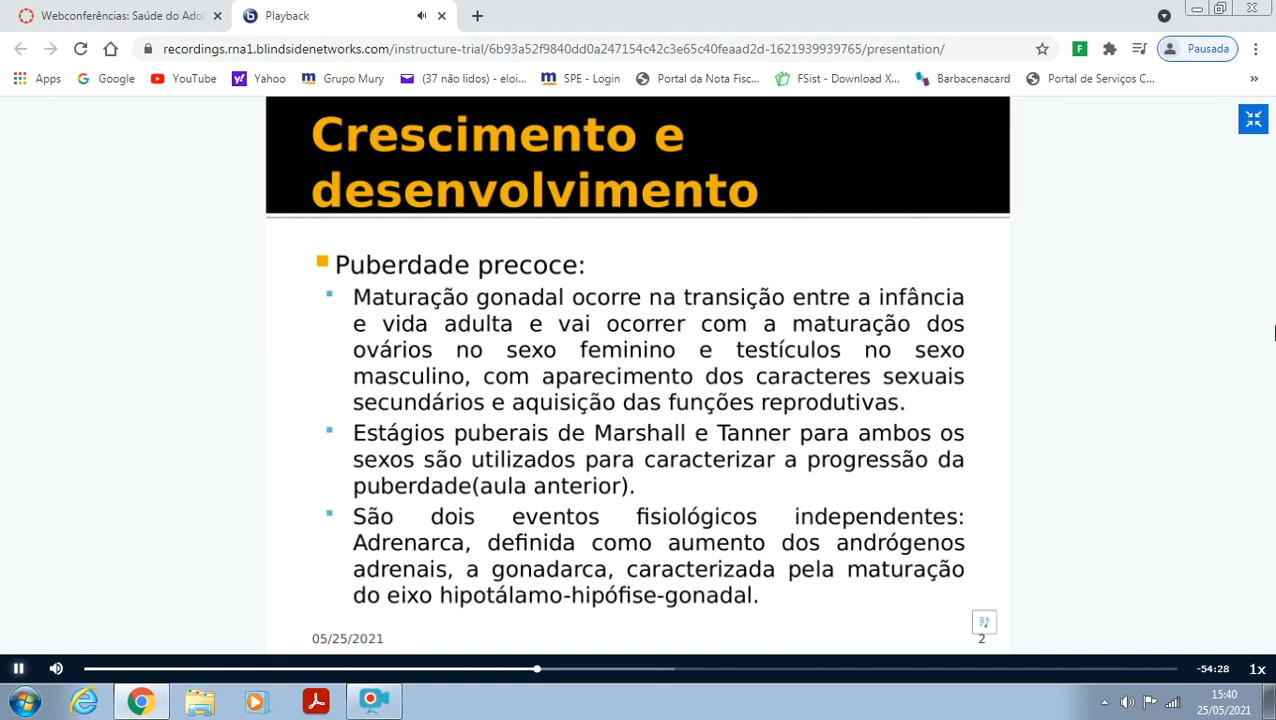 Webconferências: Saúde do Ado
Playback
recordings.rna1.blindsidenetworks.com/instructure-trial/6b93a52f9840dd0a247154c42c3e65c40feaad2d-1621939939765/presentation/
F
Pausada
Apps
Google
YouTube
Yahoo
Grupo Mury
(37 não lidos) - eloi...
SPE - Login
Portal da Nota Fisc...
FSist - Download X...
Barbacenacard
Portal de Serviços C...
»
Crescimento e
desenvolvimento
Puberdade precoce:
Maturação gonadal ocorre na transição entre a infância
e vida adulta e vai ocorrer com a maturação dos
ovários no sexo feminino e testículos no sexo
masculino, com aparecimento dos caracteres sexuais
secundários e aquisição das funções reprodutivas.
Estágios puberais de Marshall e Tanner para ambos os
sexos são utilizados para caracterizar a progressão da
puberdade(aula anterior).
São dois eventos fisiológicos independentes:
Adrenarca, definida como aumento dos andrógenos
adrenais, a gonadarca, caracterizada pela maturação
do eixo hipotálamo-hipófise-gonadal.
05/25/2021
2
-54:28
1x
15:40
25/05/2021